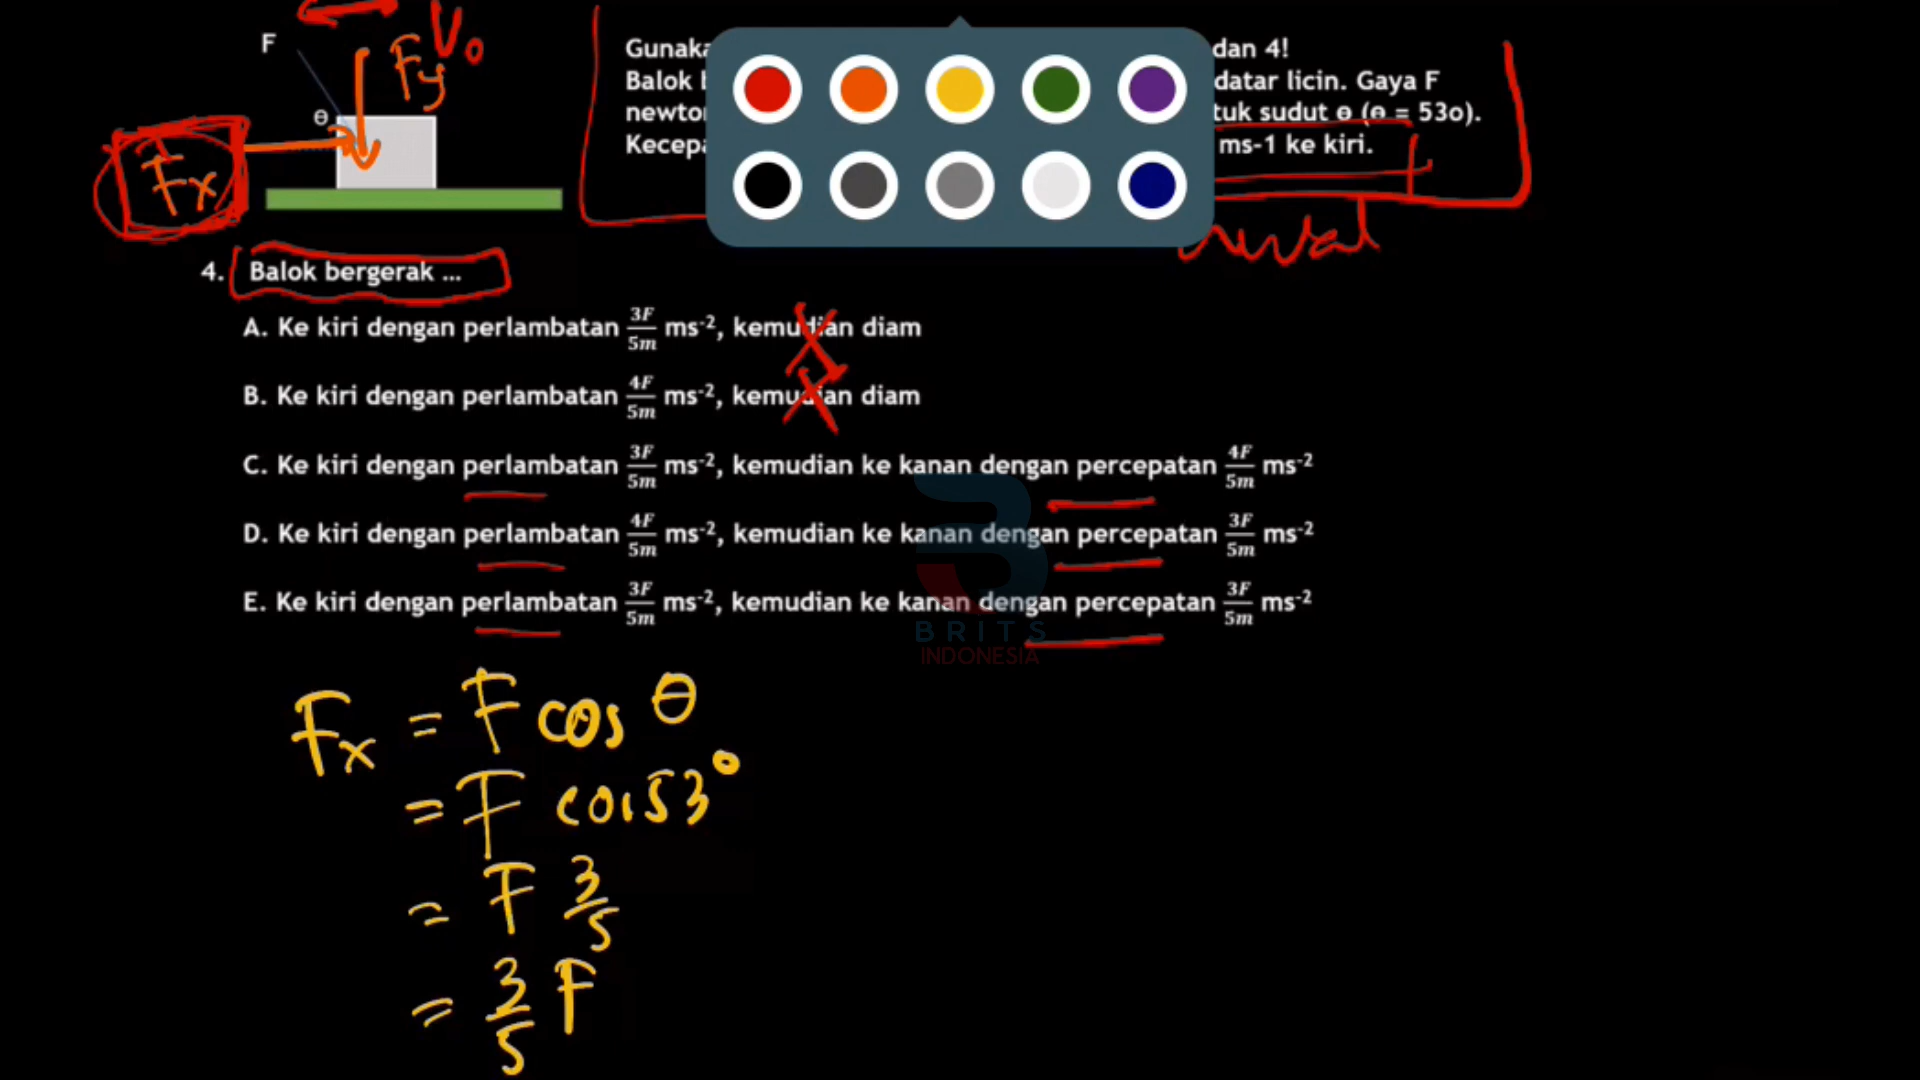 F
Fy
V₀
θ
Fx
Gunaka dan 4!
Balok datar licin. Gaya F
newto tuk sudut ɵ (ɵ = 53o).
Kecepa ms-1 ke kiri.
awal
4. Balok bergerak ...
A. Ke kiri dengan perlambatan 3F/5m ms⁻², kemudian diam
B. Ke kiri dengan perlambatan 4F/5m ms⁻², kemudian diam
C. Ke kiri dengan perlambatan 3F/5m ms⁻², kemudian ke kanan dengan percepatan 4F/5m ms⁻²
D. Ke kiri dengan perlambatan 4F/5m ms⁻², kemudian ke kanan dengan percepatan 3F/5m ms⁻²
E. Ke kiri dengan perlambatan 3F/5m ms⁻², kemudian ke kanan dengan percepatan 3F/5m ms⁻²
BRITS
INDONESIA
Fx = F cos θ
= F cos 53°
= F 3/5
= 3/5 F